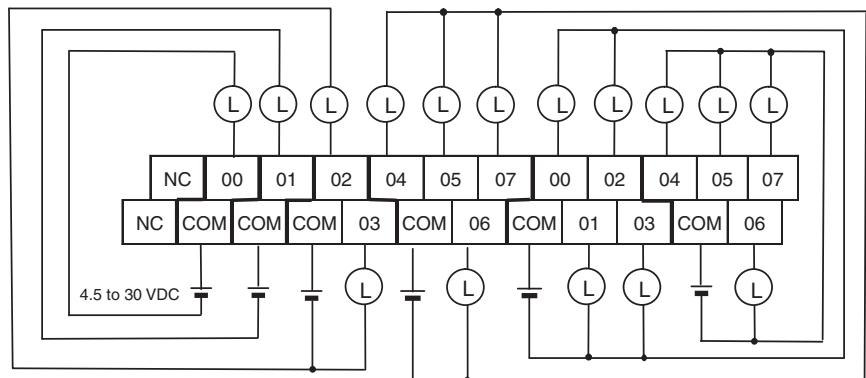 L L L L L L L L L L L
NC 00 01 02 04 05 07 00 02 04 05 07
NC COM COM COM 03 COM 06 COM 01 03 COM 06
4.5 to 30 VDC
L L L L L